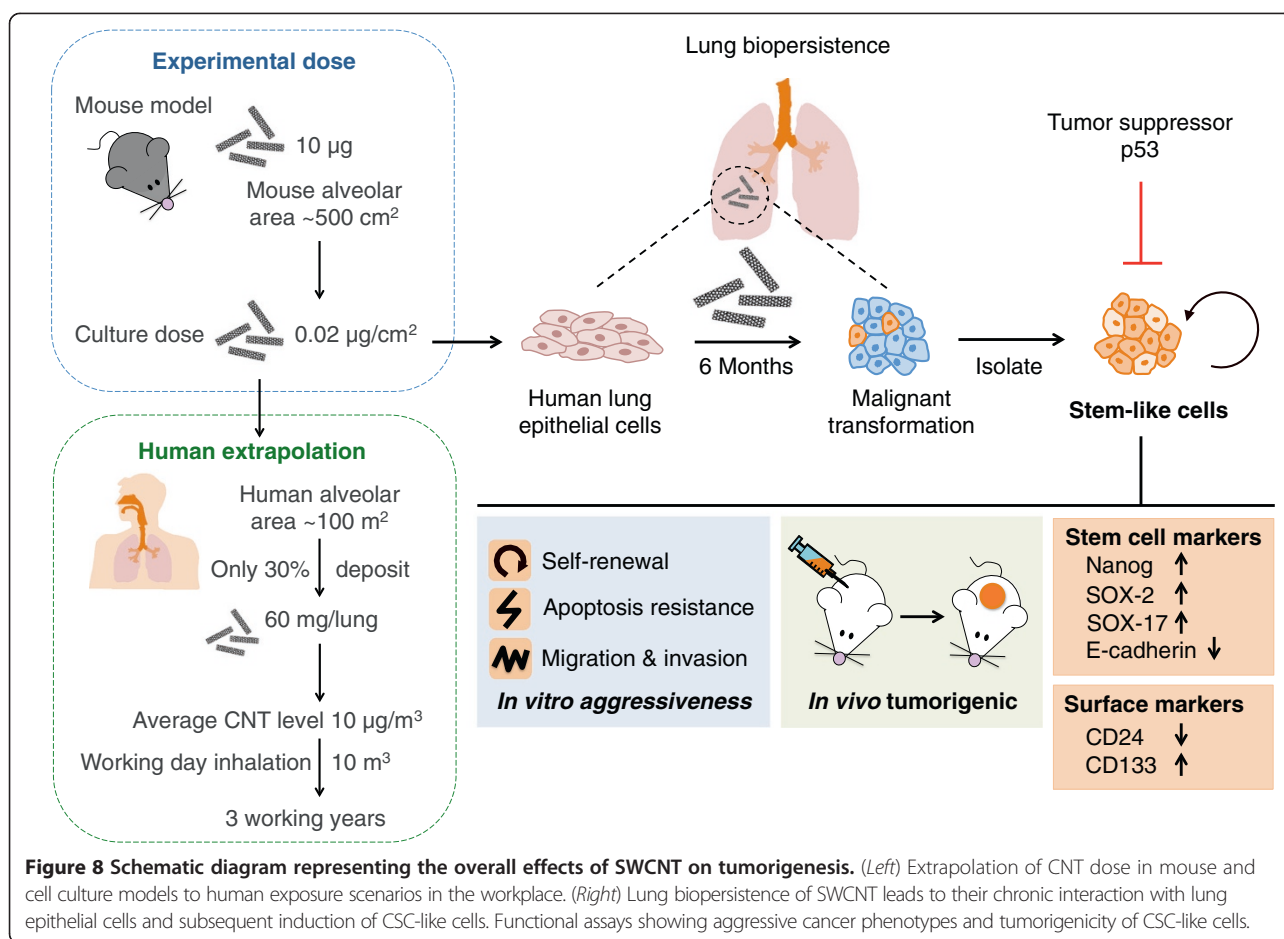 Experimental dose
Mouse model
10 µg
Mouse alveolar
area ~500 cm²
Culture dose
0.02 µg/cm²
Human extrapolation
Human alveolar
area ~100 m²
Only 30% deposit
60 mg/lung
Average CNT level 10 µg/m³
Working day inhalation 10 m³
3 working years
Lung biopersistence
Human lung
epithelial cells
6 Months
Malignant
transformation
Isolate
Tumor suppressor
p53
Stem-like cells
Self-renewal
Apoptosis resistance
Migration & invasion
In vitro aggressiveness
In vivo tumorigenic
Stem cell markers
Nanog ↑
SOX-2 ↑
SOX-17 ↑
E-cadherin ↓
Surface markers
CD24 ↓
CD133 ↑
Figure 8 Schematic diagram representing the overall effects of SWCNT on tumorigenesis. (Left) Extrapolation of CNT dose in mouse and
cell culture models to human exposure scenarios in the workplace. (Right) Lung biopersistence of SWCNT leads to their chronic interaction with lung
epithelial cells and subsequent induction of CSC-like cells. Functional assays showing aggressive cancer phenotypes and tumorigenicity of CSC-like cells.